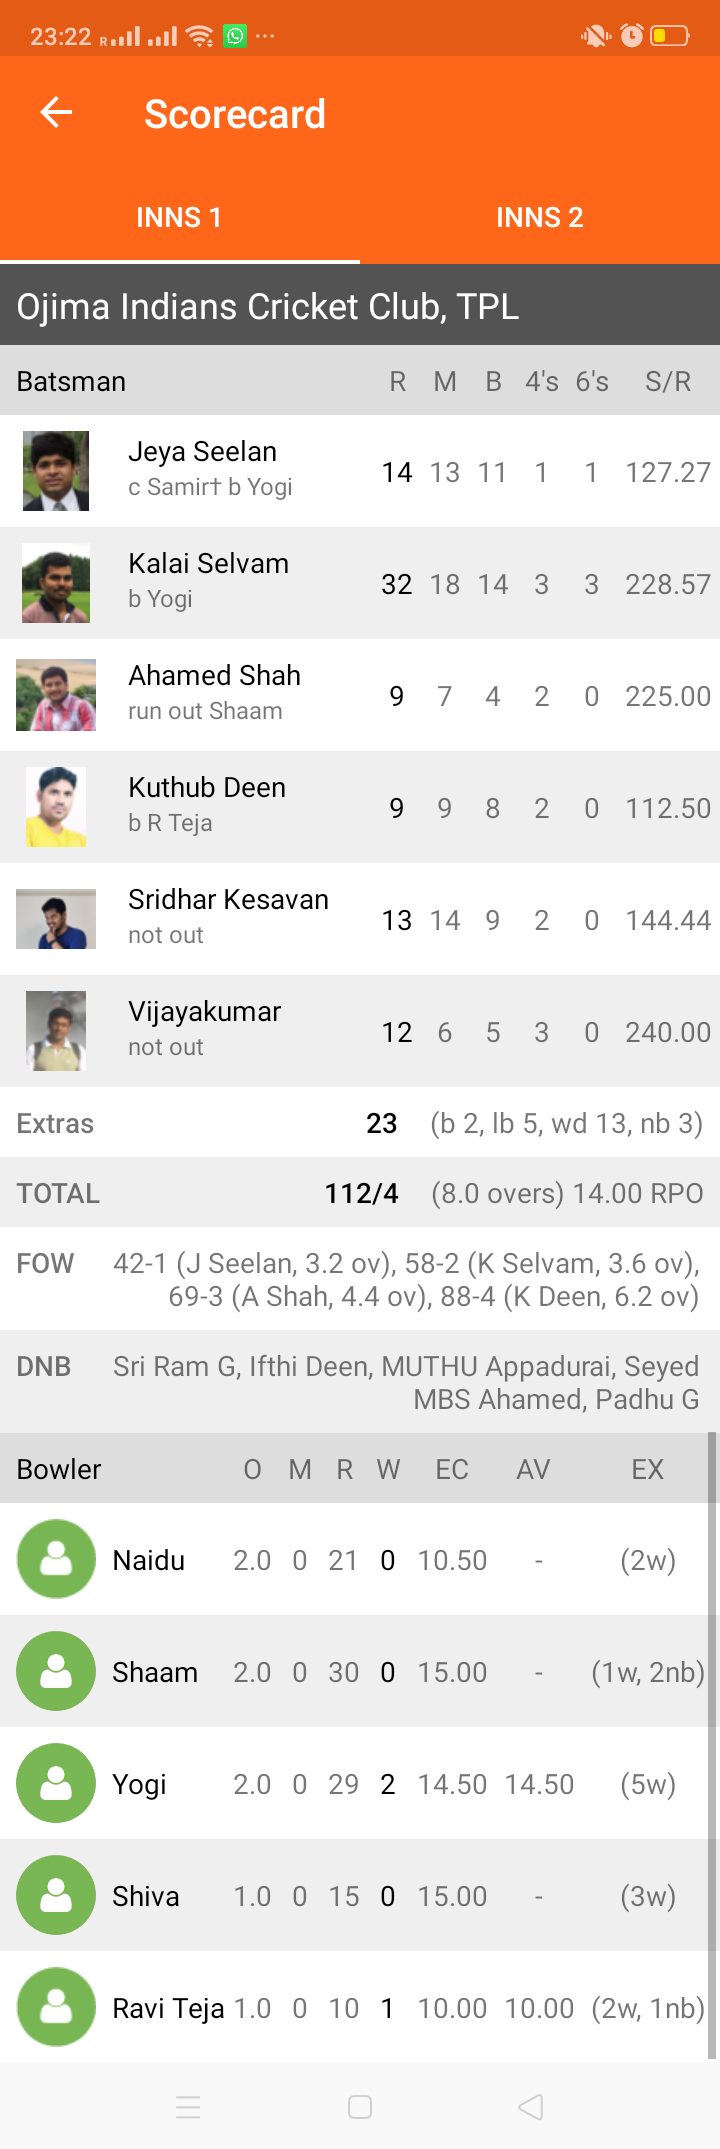 23:22 R
Scorecard
INNS 1 INNS 2
Ojima Indians Cricket Club, TPL
Batsman R M B 4's 6's S/R
Jeya Seelan
c Samir† b Yogi
14 13 11 1 1 127.27
Kalai Selvam
b Yogi
32 18 14 3 3 228.57
Ahamed Shah
run out Shaam
9 7 4 2 0 225.00
Kuthub Deen
b R Teja
9 9 8 2 0 112.50
Sridhar Kesavan
not out
13 14 9 2 0 144.44
Vijayakumar
not out
12 6 5 3 0 240.00
Extras 23 (b 2, lb 5, wd 13, nb 3)
TOTAL 112/4 (8.0 overs) 14.00 RPO
FOW 42-1 (J Seelan, 3.2 ov), 58-2 (K Selvam, 3.6 ov),
69-3 (A Shah, 4.4 ov), 88-4 (K Deen, 6.2 ov)
DNB Sri Ram G, Ifthi Deen, MUTHU Appadurai, Seyed
MBS Ahamed, Padhu G
Bowler O M R W EC AV EX
Naidu 2.0 0 21 0 10.50 - (2w)
Shaam 2.0 0 30 0 15.00 - (1w, 2nb)
Yogi 2.0 0 29 2 14.50 14.50 (5w)
Shiva 1.0 0 15 0 15.00 - (3w)
Ravi Teja 1.0 0 10 1 10.00 10.00 (2w, 1nb)